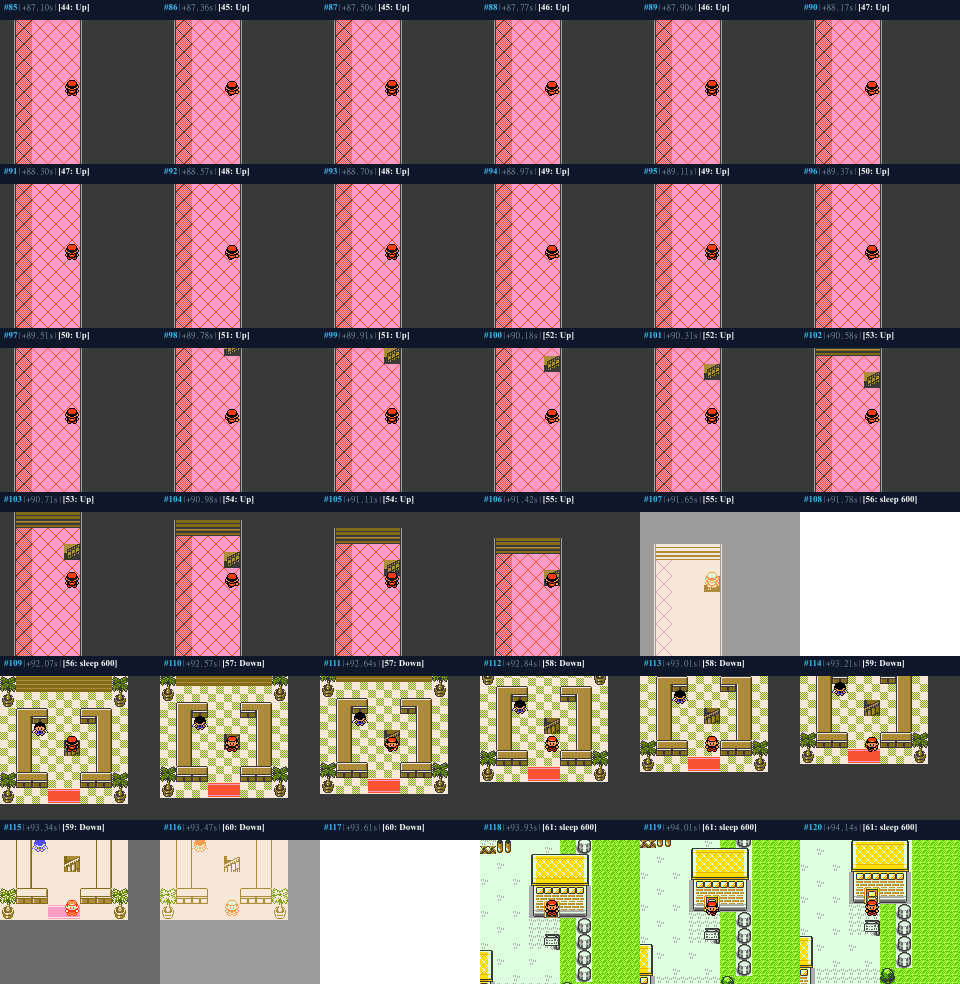 #85|+87.10s| [44: Up] #86|+87.36s| [45: Up] #87|+87.50s| [45: Up] #88|+87.77s| [46: Up] #89|+87.90s| [46: Up] #90|+88.17s| [47: Up]
#91|+88.30s| [47: Up] #92|+88.57s| [48: Up] #93|+88.70s| [48: Up] #94|+88.97s| [49: Up] #95|+89.11s| [49: Up] #96|+89.37s| [50: Up]
#97|+89.51s| [50: Up] #98|+89.78s| [51: Up] #99|+89.91s| [51: Up] #100|+90.18s| [52: Up] #101|+90.31s| [52: Up] #102|+90.58s| [53: Up]
#103|+90.71s| [53: Up] #104|+90.98s| [54: Up] #105|+91.11s| [54: Up] #106|+91.42s| [55: Up] #107|+91.65s| [55: Up] #108|+91.78s| [56: sleep 600]
#109|+92.07s| [56: sleep 600] #110|+92.57s| [57: Down] #111|+92.64s| [57: Down] #112|+92.84s| [58: Down] #113|+93.01s| [58: Down] #114|+93.21s| [59: Down]
#115|+93.34s| [59: Down] #116|+93.47s| [60: Down] #117|+93.61s| [60: Down] #118|+93.93s| [61: sleep 600] #119|+94.01s| [61: sleep 600] #120|+94.14s| [61: sleep 600]